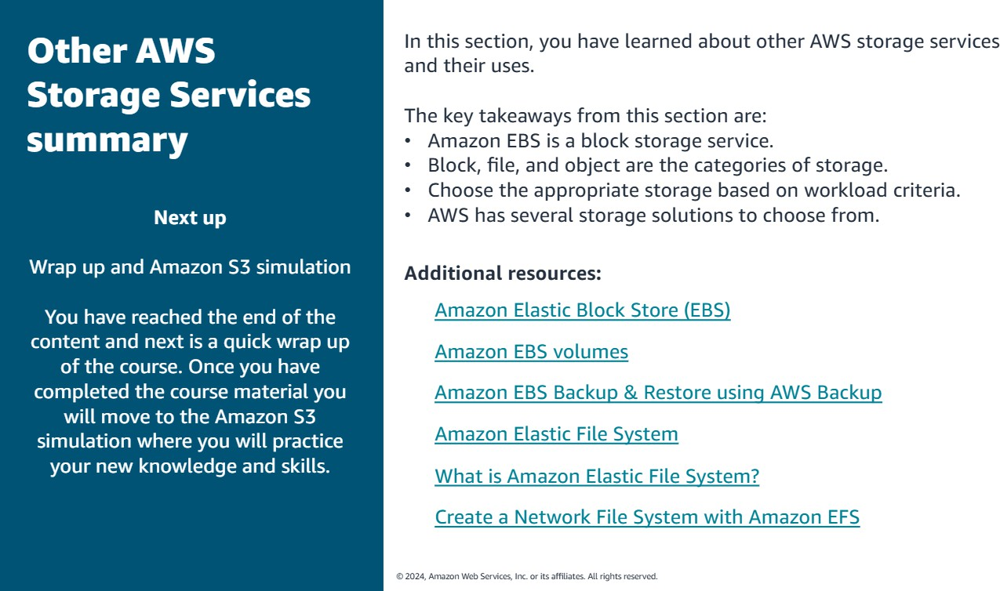 Other AWS
Storage Services
summary
Next up
Wrap up and Amazon S3 simulation
You have reached the end of the
content and next is a quick wrap up
of the course. Once you have
completed the course material you
will move to the Amazon S3
simulation where you will practice
your new knowledge and skills.
In this section, you have learned about other AWS storage services
and their uses.
The key takeaways from this section are:
• Amazon EBS is a block storage service.
• Block, file, and object are the categories of storage.
• Choose the appropriate storage based on workload criteria.
• AWS has several storage solutions to choose from.
Additional resources:
Amazon Elastic Block Store (EBS)
Amazon EBS volumes
Amazon EBS Backup & Restore using AWS Backup
Amazon Elastic File System
What is Amazon Elastic File System?
Create a Network File System with Amazon EFS
© 2024, Amazon Web Services, Inc. or its affiliates. All rights reserved.